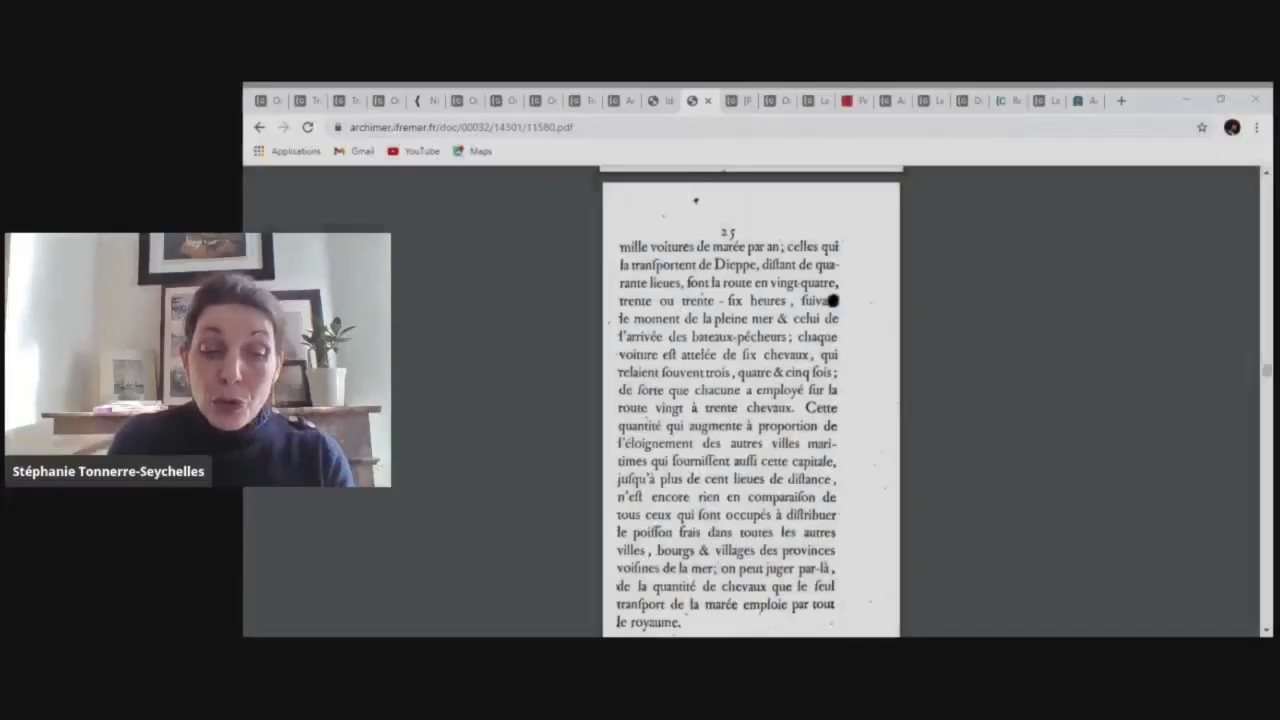 archimer.ifremer.fr/doc/00032/14301/11580.pdf
Applications Gmail YouTube Maps
25
mille voitures de marée par an; celles qui
la tranſportent de Dieppe, diſtant de qua-
rante lieues, font la route en vingt-quatre,
trente ou trente-ſix heures, ſuiva
le moment de la pleine mer & celui de
l'arrivée des bateaux-pêcheurs; chaque
voiture eſt attelée de ſix chevaux, qui
relaient ſouvent trois, quatre & cinq fois;
de ſorte que chacune a employé ſur la
route vingt à trente chevaux. Cette
quantité qui augmente à proportion de
l'éloignement des autres villes mari-
times qui fourniſſent auſſi cette capitale,
juſqu'à plus de cent lieues de diſtance,
n'eſt encore rien en comparaiſon de
tous ceux qui ſont occupés à diſtribuer
le poiſſon frais dans toutes les autres
villes, bourgs & villages des provinces
voiſines de la mer; on peut juger par-là,
de la quantité de chevaux que le ſeul
tranſport de la marée emploie par tout
le royaume.
Stéphanie Tonnerre-Seychelles